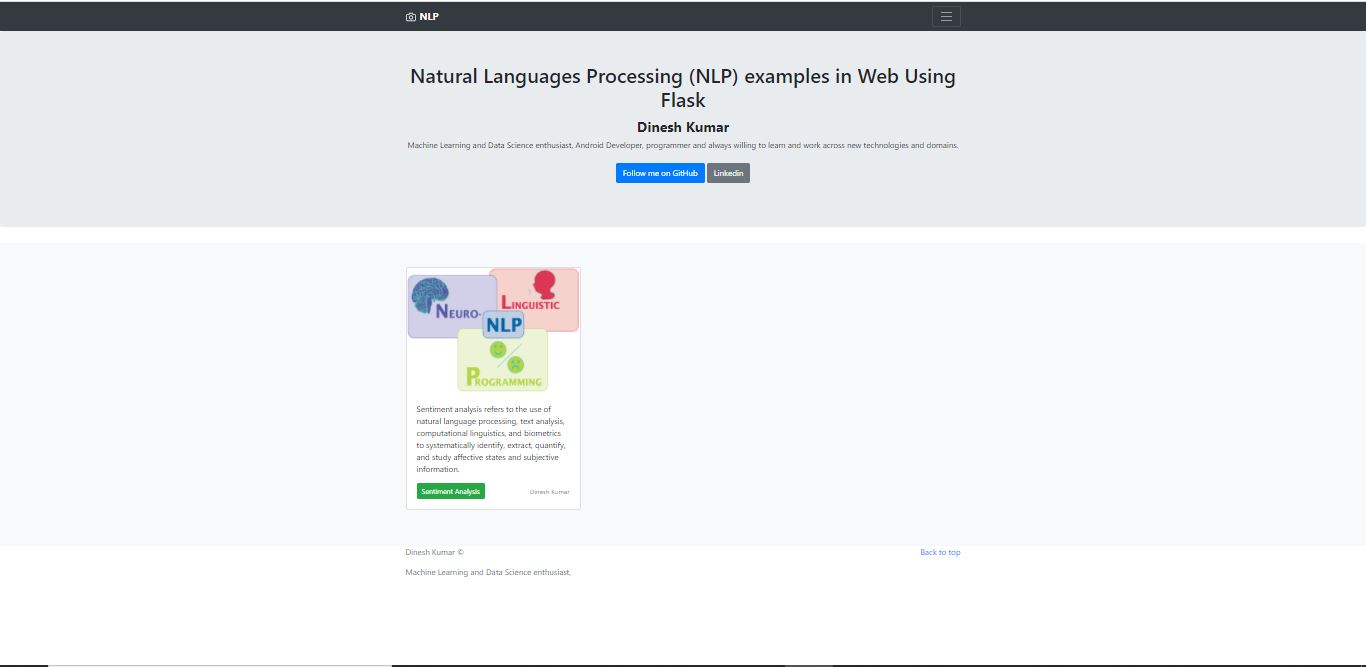 NLP
Natural Languages Processing (NLP) examples in Web Using
Flask
Dinesh Kumar
Machine Learning and Data Science enthusiast, Android Developer, programmer and always willing to learn and work across new technologies and domains.
Follow me on GitHub
Linkedin
NEURO-
LINGUISTIC
NLP
PROGRAMMING
Sentiment analysis refers to the use of
natural language processing, text analysis,
computational linguistics, and biometrics
to systematically identify, extract, quantify,
and study affective states and subjective
information.
Sentiment Analysis
Dinesh Kumar
Dinesh Kumar ©
Back to top
Machine Learning and Data Science enthusiast,